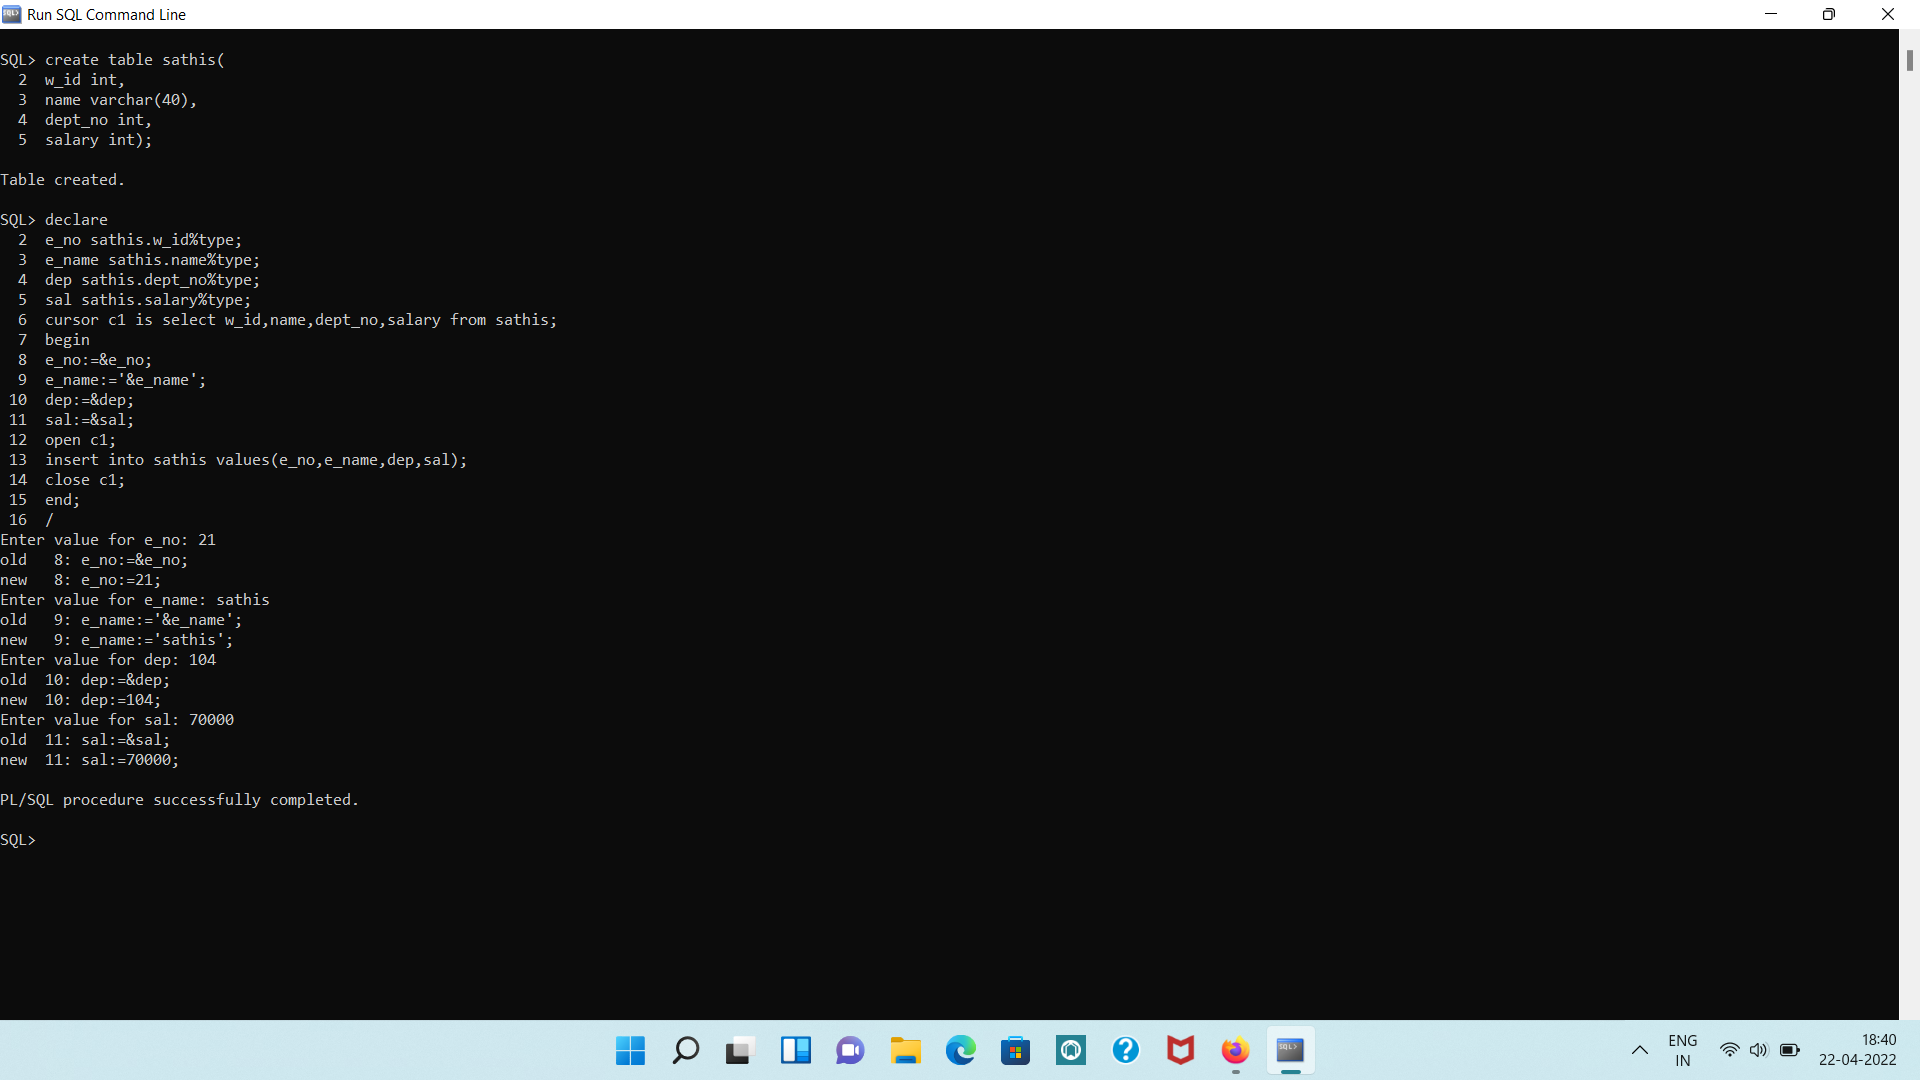 Run SQL Command Line
SQL> create table sathis(
  2  w_id int,
  3  name varchar(40),
  4  dept_no int,
  5  salary int);
Table created.
SQL> declare
  2  e_no sathis.w_id%type;
  3  e_name sathis.name%type;
  4  dep sathis.dept_no%type;
  5  sal sathis.salary%type;
  6  cursor c1 is select w_id,name,dept_no,salary from sathis;
  7  begin
  8  e_no:=&e_no;
  9  e_name:='&e_name';
 10  dep:=&dep;
 11  sal:=&sal;
 12  open c1;
 13  insert into sathis values(e_no,e_name,dep,sal);
 14  close c1;
 15  end;
 16  /
Enter value for e_no: 21
old   8: e_no:=&e_no;
new   8: e_no:=21;
Enter value for e_name: sathis
old   9: e_name:='&e_name';
new   9: e_name:='sathis';
Enter value for dep: 104
old  10: dep:=&dep;
new  10: dep:=104;
Enter value for sal: 70000
old  11: sal:=&sal;
new  11: sal:=70000;
PL/SQL procedure successfully completed.
SQL>
ENG
IN
18:40
22-04-2022